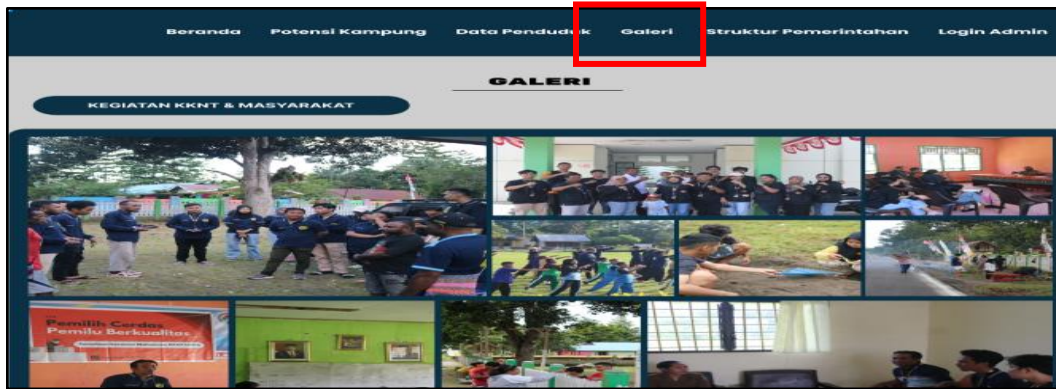 Beranda Potensi Kampung Data Penduduk Galeri Struktur Pemerintahan Login Admin
GALERI
KEGIATAN KKNT & MASYARAKAT
Pemilih Cerdas
Pemilu Berkualitas